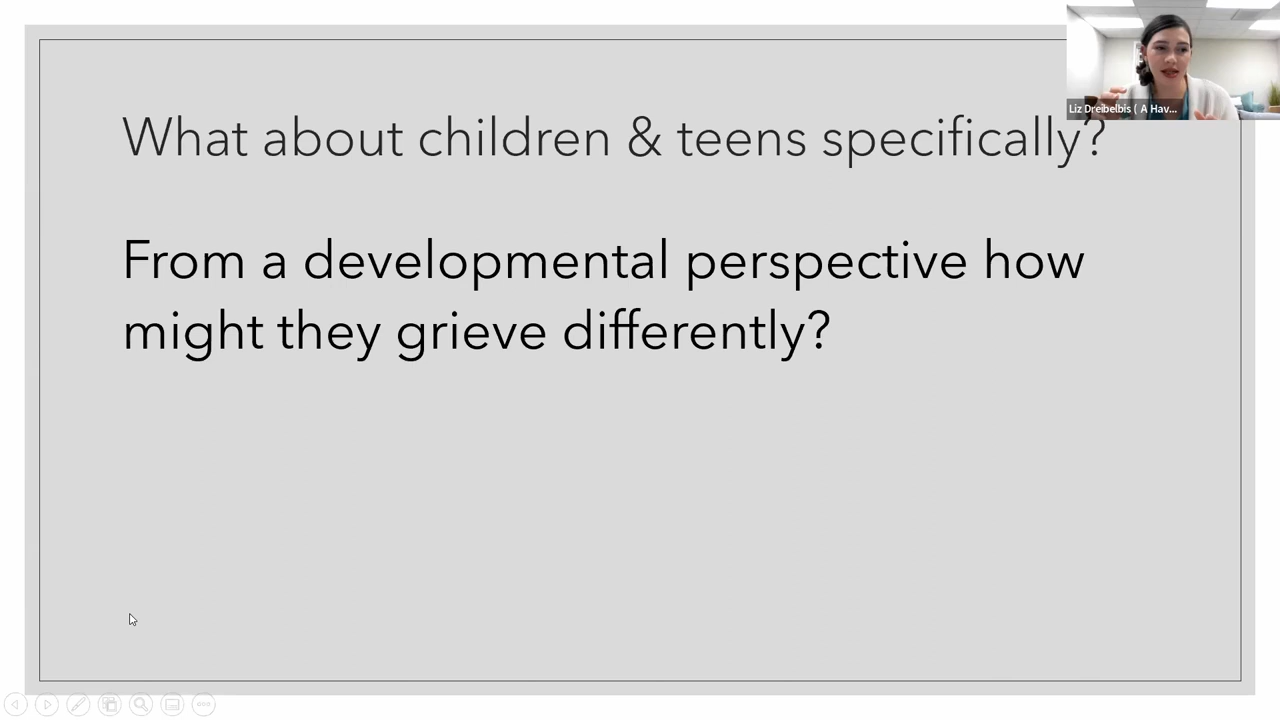 What about children & teens specifically?
From a developmental perspective how
might they grieve differently?
Liz Dreibelbis ( A Hav...